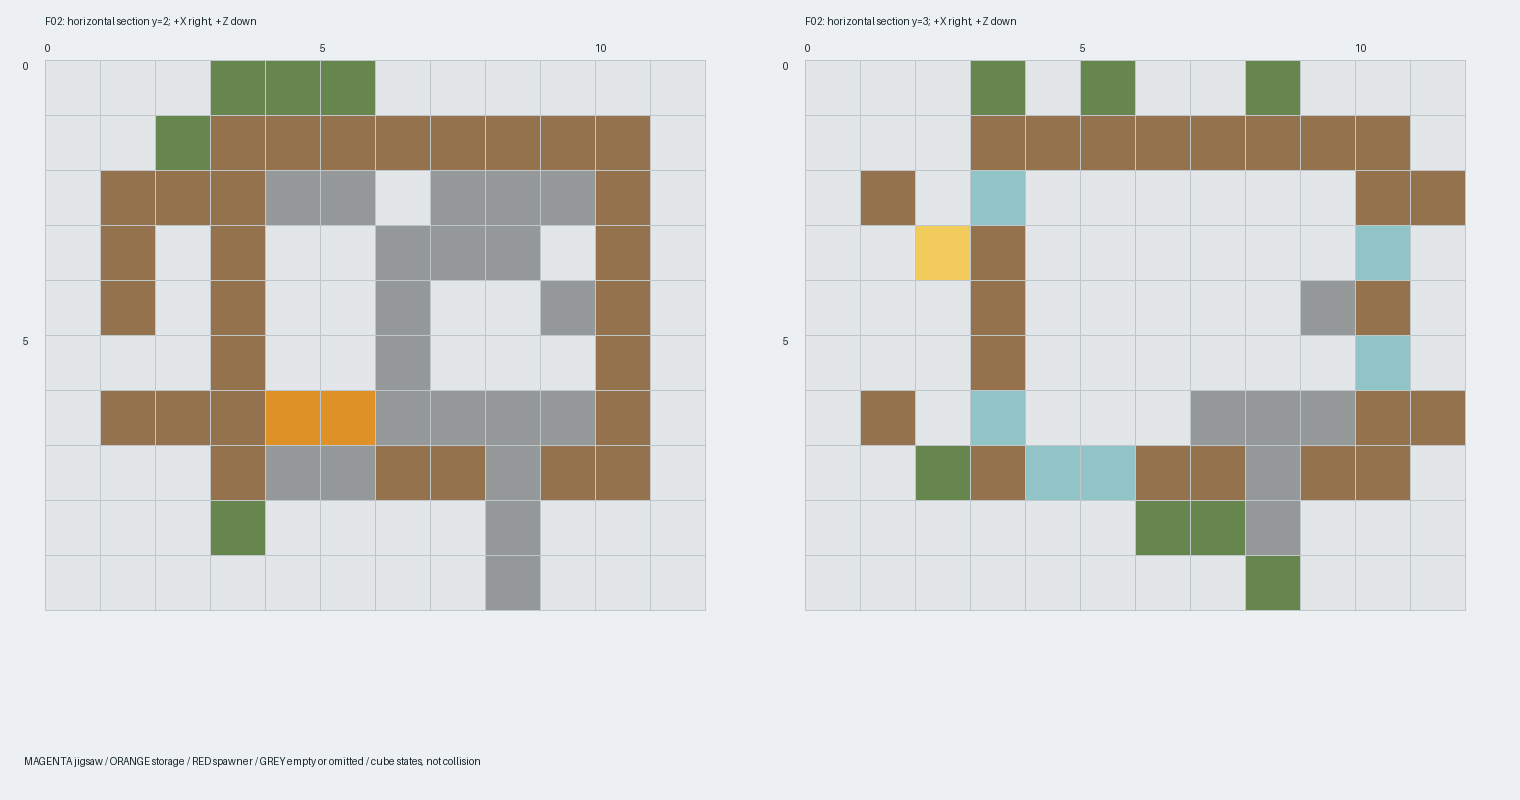 F02: horizontal section y=2; +X right, +Z down
F02: horizontal section y=3; +X right, +Z down
0 5 10
0 5 10
0
0
5
5
MAGENTA jigsaw / ORANGE storage / RED spawner / GREY empty or omitted / cube states, not collision